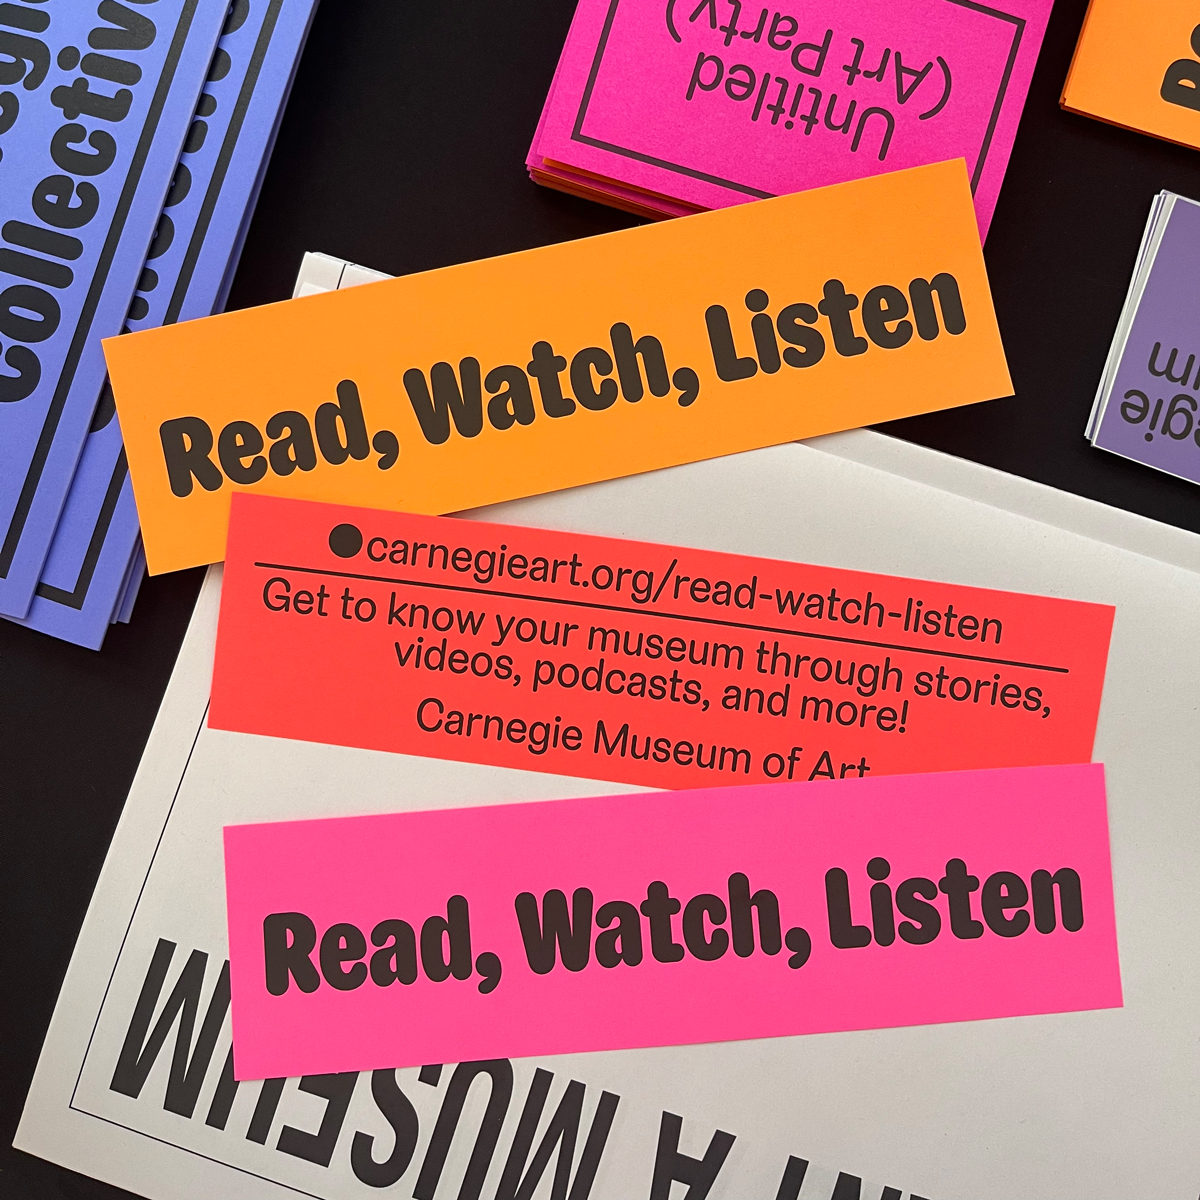 collective
Untitled
(Art Party)
Read, Watch, Listen
●carnegieart.org/read-watch-listen
Get to know your museum through stories,
videos, podcasts, and more!
Carnegie Museum of Art
Read, Watch, Listen
A MUSEUM